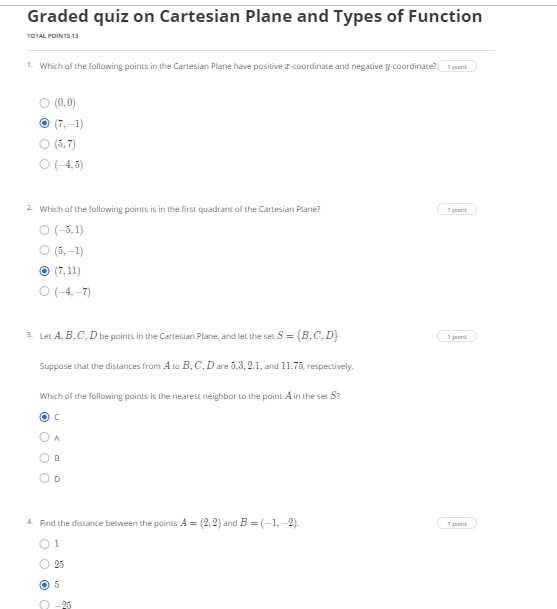 Graded quiz on Cartesian Plane and Types of Function
TOTAL POINTS 13
1. Which of the following points in the Cartesian Plane have positive x-coordinate and negative y-coordinate? 1 point
(0, 0)
(7, −1)
(5, 7)
(−4, 5)
2. Which of the following points is in the first quadrant of the Cartesian Plane? 1 point
(−5, 1)
(5, −1)
(7, 11)
(−4, −7)
3. Let A, B, C, D be points in the Cartesian Plane, and let the set S = {B, C, D} 1 point
Suppose that the distances from A to B, C, D are 5.3, 2.1, and 11.75, respectively.
Which of the following points is the nearest neighbor to the point A in the set S?
C
A
B
D
4. Find the distance between the points A = (2, 2) and B = (−1, −2). 1 point
1
25
5
−25